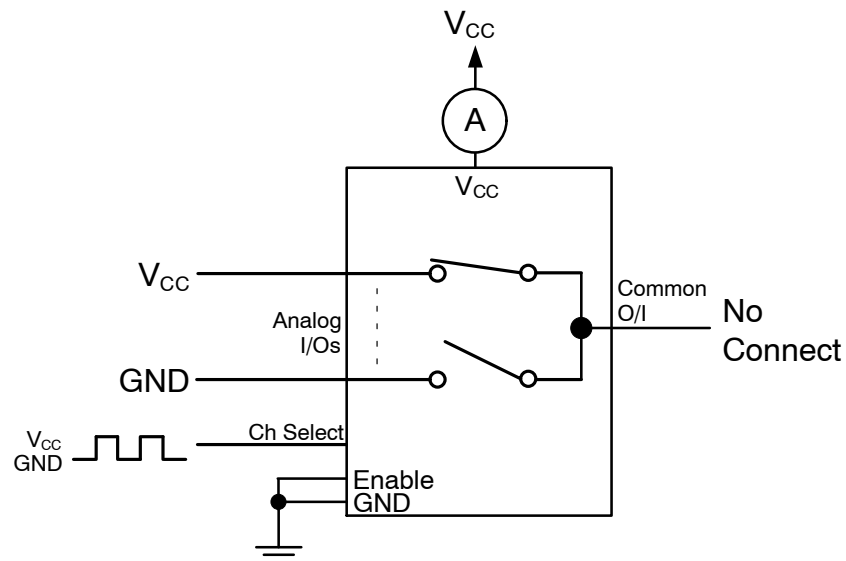 VCC
A
VCC
VCC
Common
O/I
No
Connect
Analog
I/Os
GND
Ch Select
VCC
GND
Enable
GND